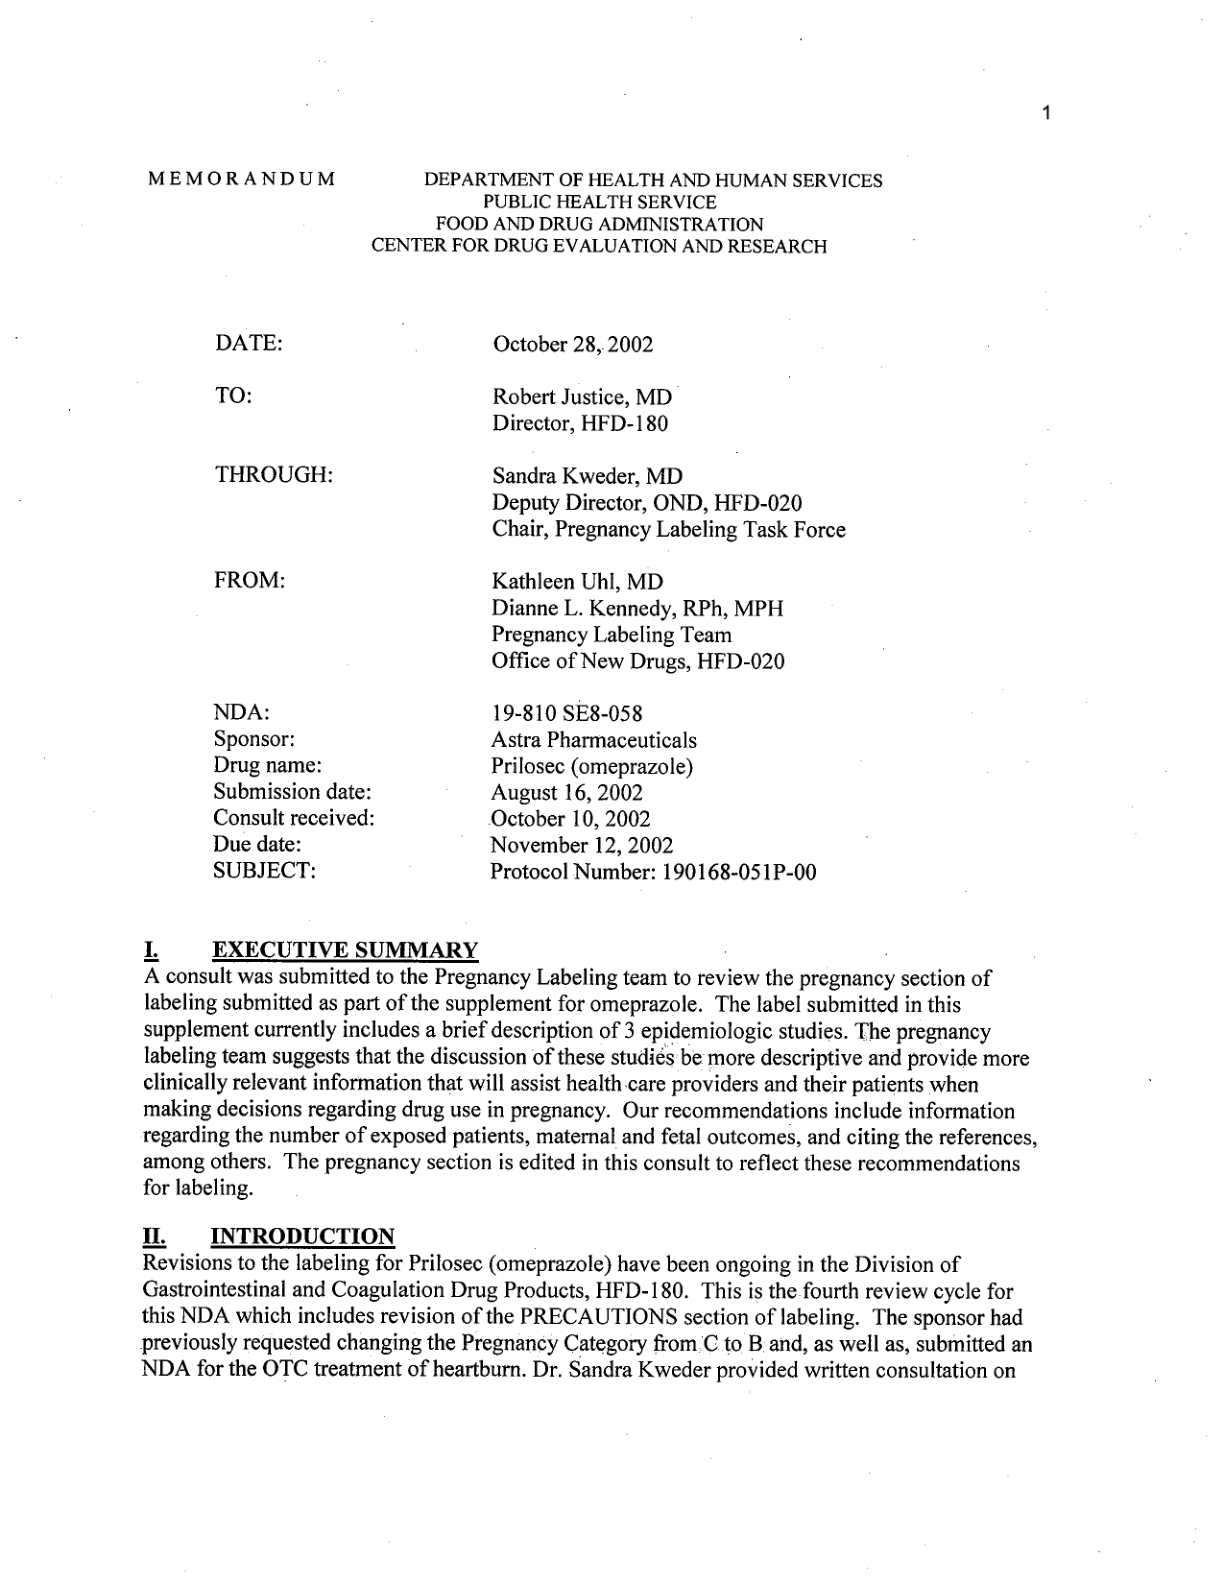 1
MEMORANDUM DEPARTMENT OF HEALTH AND HUMAN SERVICES
PUBLIC HEALTH SERVICE
FOOD AND DRUG ADMINISTRATION
CENTER FOR DRUG EVALUATION AND RESEARCH
DATE: October 28, 2002
TO: Robert Justice, MD
Director, HFD-180
THROUGH: Sandra Kweder, MD
Deputy Director, OND, HFD-020
Chair, Pregnancy Labeling Task Force
FROM: Kathleen Uhl, MD
Dianne L. Kennedy, RPh, MPH
Pregnancy Labeling Team
Office of New Drugs, HFD-020
NDA: 19-810 SE8-058
Sponsor: Astra Pharmaceuticals
Drug name: Prilosec (omeprazole)
Submission date: August 16, 2002
Consult received: October 10, 2002
Due date: November 12, 2002
SUBJECT: Protocol Number: 190168-051P-00
I. EXECUTIVE SUMMARY
A consult was submitted to the Pregnancy Labeling team to review the pregnancy section of
labeling submitted as part of the supplement for omeprazole. The label submitted in this
supplement currently includes a brief description of 3 epidemiologic studies. The pregnancy
labeling team suggests that the discussion of these studies be more descriptive and provide more
clinically relevant information that will assist health care providers and their patients when
making decisions regarding drug use in pregnancy. Our recommendations include information
regarding the number of exposed patients, maternal and fetal outcomes, and citing the references,
among others. The pregnancy section is edited in this consult to reflect these recommendations
for labeling.
II. INTRODUCTION
Revisions to the labeling for Prilosec (omeprazole) have been ongoing in the Division of
Gastrointestinal and Coagulation Drug Products, HFD-180. This is the fourth review cycle for
this NDA which includes revision of the PRECAUTIONS section of labeling. The sponsor had
previously requested changing the Pregnancy Category from C to B and, as well as, submitted an
NDA for the OTC treatment of heartburn. Dr. Sandra Kweder provided written consultation on